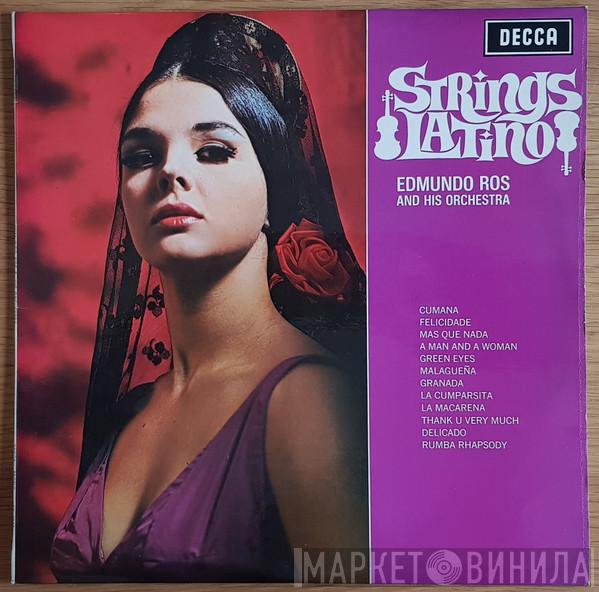 DECCA
Strings
Latino
EDMUNDO ROS
AND HIS ORCHESTRA
CUMANA
FELICIDADE
MAS QUE NADA
A MAN AND A WOMAN
GREEN EYES
MALAGUEÑA
GRANADA
LA CUMPARSITA
LA MACARENA
THANK U VERY MUCH
DELICADO
RUMBA RHAPSODY
МАРКЕТ ВИНИЛА